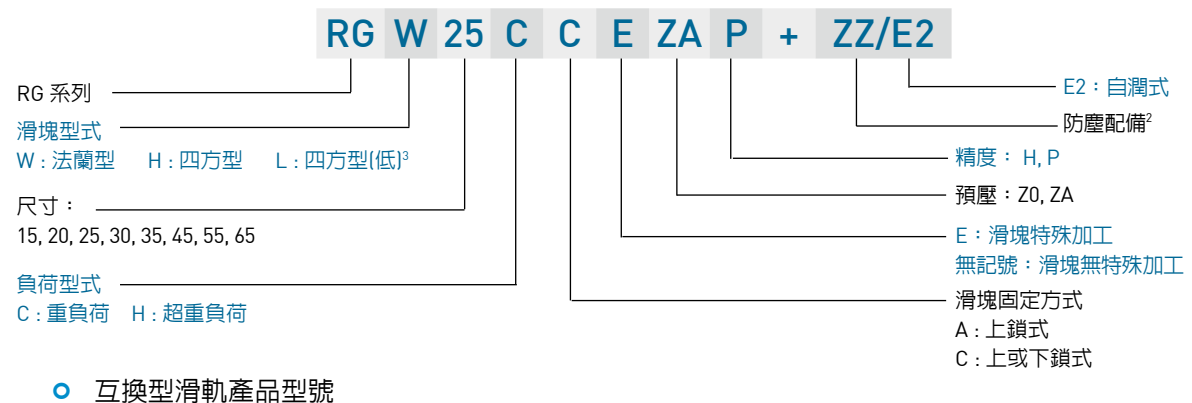 RG W 25 C C E ZA P + ZZ/E2
RG 系列
滑塊型式
W : 法蘭型 H : 四方型 L : 四方型(低)3
尺寸：
15, 20, 25, 30, 35, 45, 55, 65
負荷型式
C : 重負荷 H : 超重負荷
E2：自潤式
防塵配備2
精度： H, P
預壓：Z0, ZA
E：滑塊特殊加工
無記號：滑塊無特殊加工
滑塊固定方式
A : 上鎖式
C : 上或下鎖式
互換型滑軌產品型號